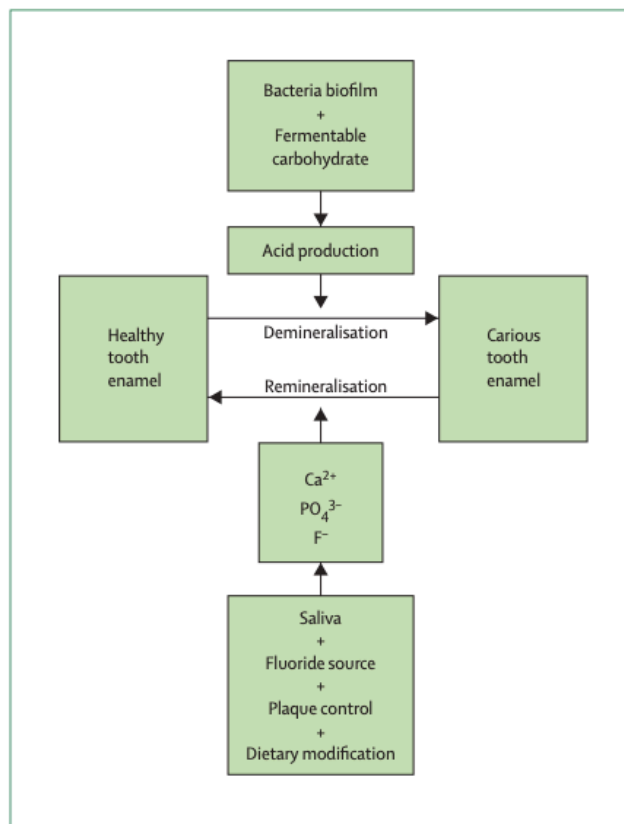 Bacteria biofilm
+
Fermentable
carbohydrate
Acid production
Healthy
tooth
enamel
Demineralisation
Remineralisation
Carious
tooth
enamel
Ca²⁺
PO₄³⁻
F⁻
Saliva
+
Fluoride source
+
Plaque control
+
Dietary modification